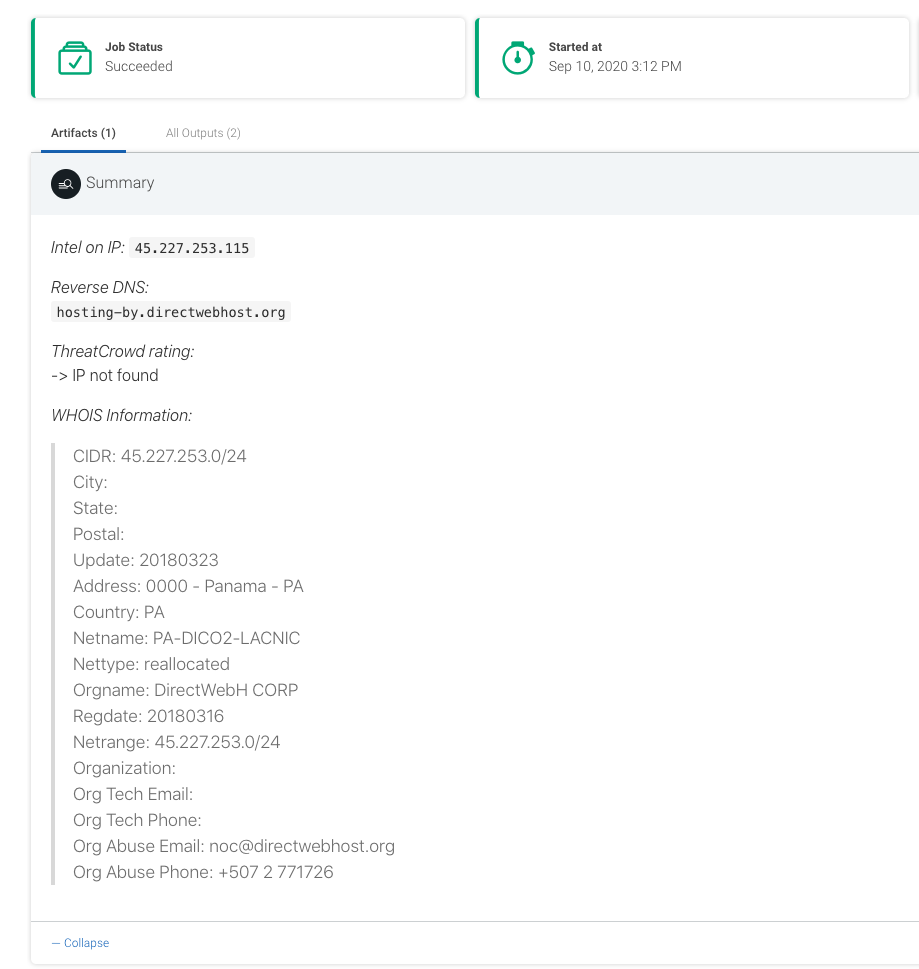 Job Status
Succeeded
Started at
Sep 10, 2020 3:12 PM
Artifacts (1)
All Outputs (2)
Summary
Intel on IP: 45.227.253.115
Reverse DNS:
hosting-by.directwebhost.org
ThreatCrowd rating:
-> IP not found
WHOIS Information:
CIDR: 45.227.253.0/24
City:
State:
Postal:
Update: 20180323
Address: 0000 - Panama - PA
Country: PA
Netname: PA-DICO2-LACNIC
Nettype: reallocated
Orgname: DirectWebH CORP
Regdate: 20180316
Netrange: 45.227.253.0/24
Organization:
Org Tech Email:
Org Tech Phone:
Org Abuse Email: noc@directwebhost.org
Org Abuse Phone: +507 2 771726
— Collapse